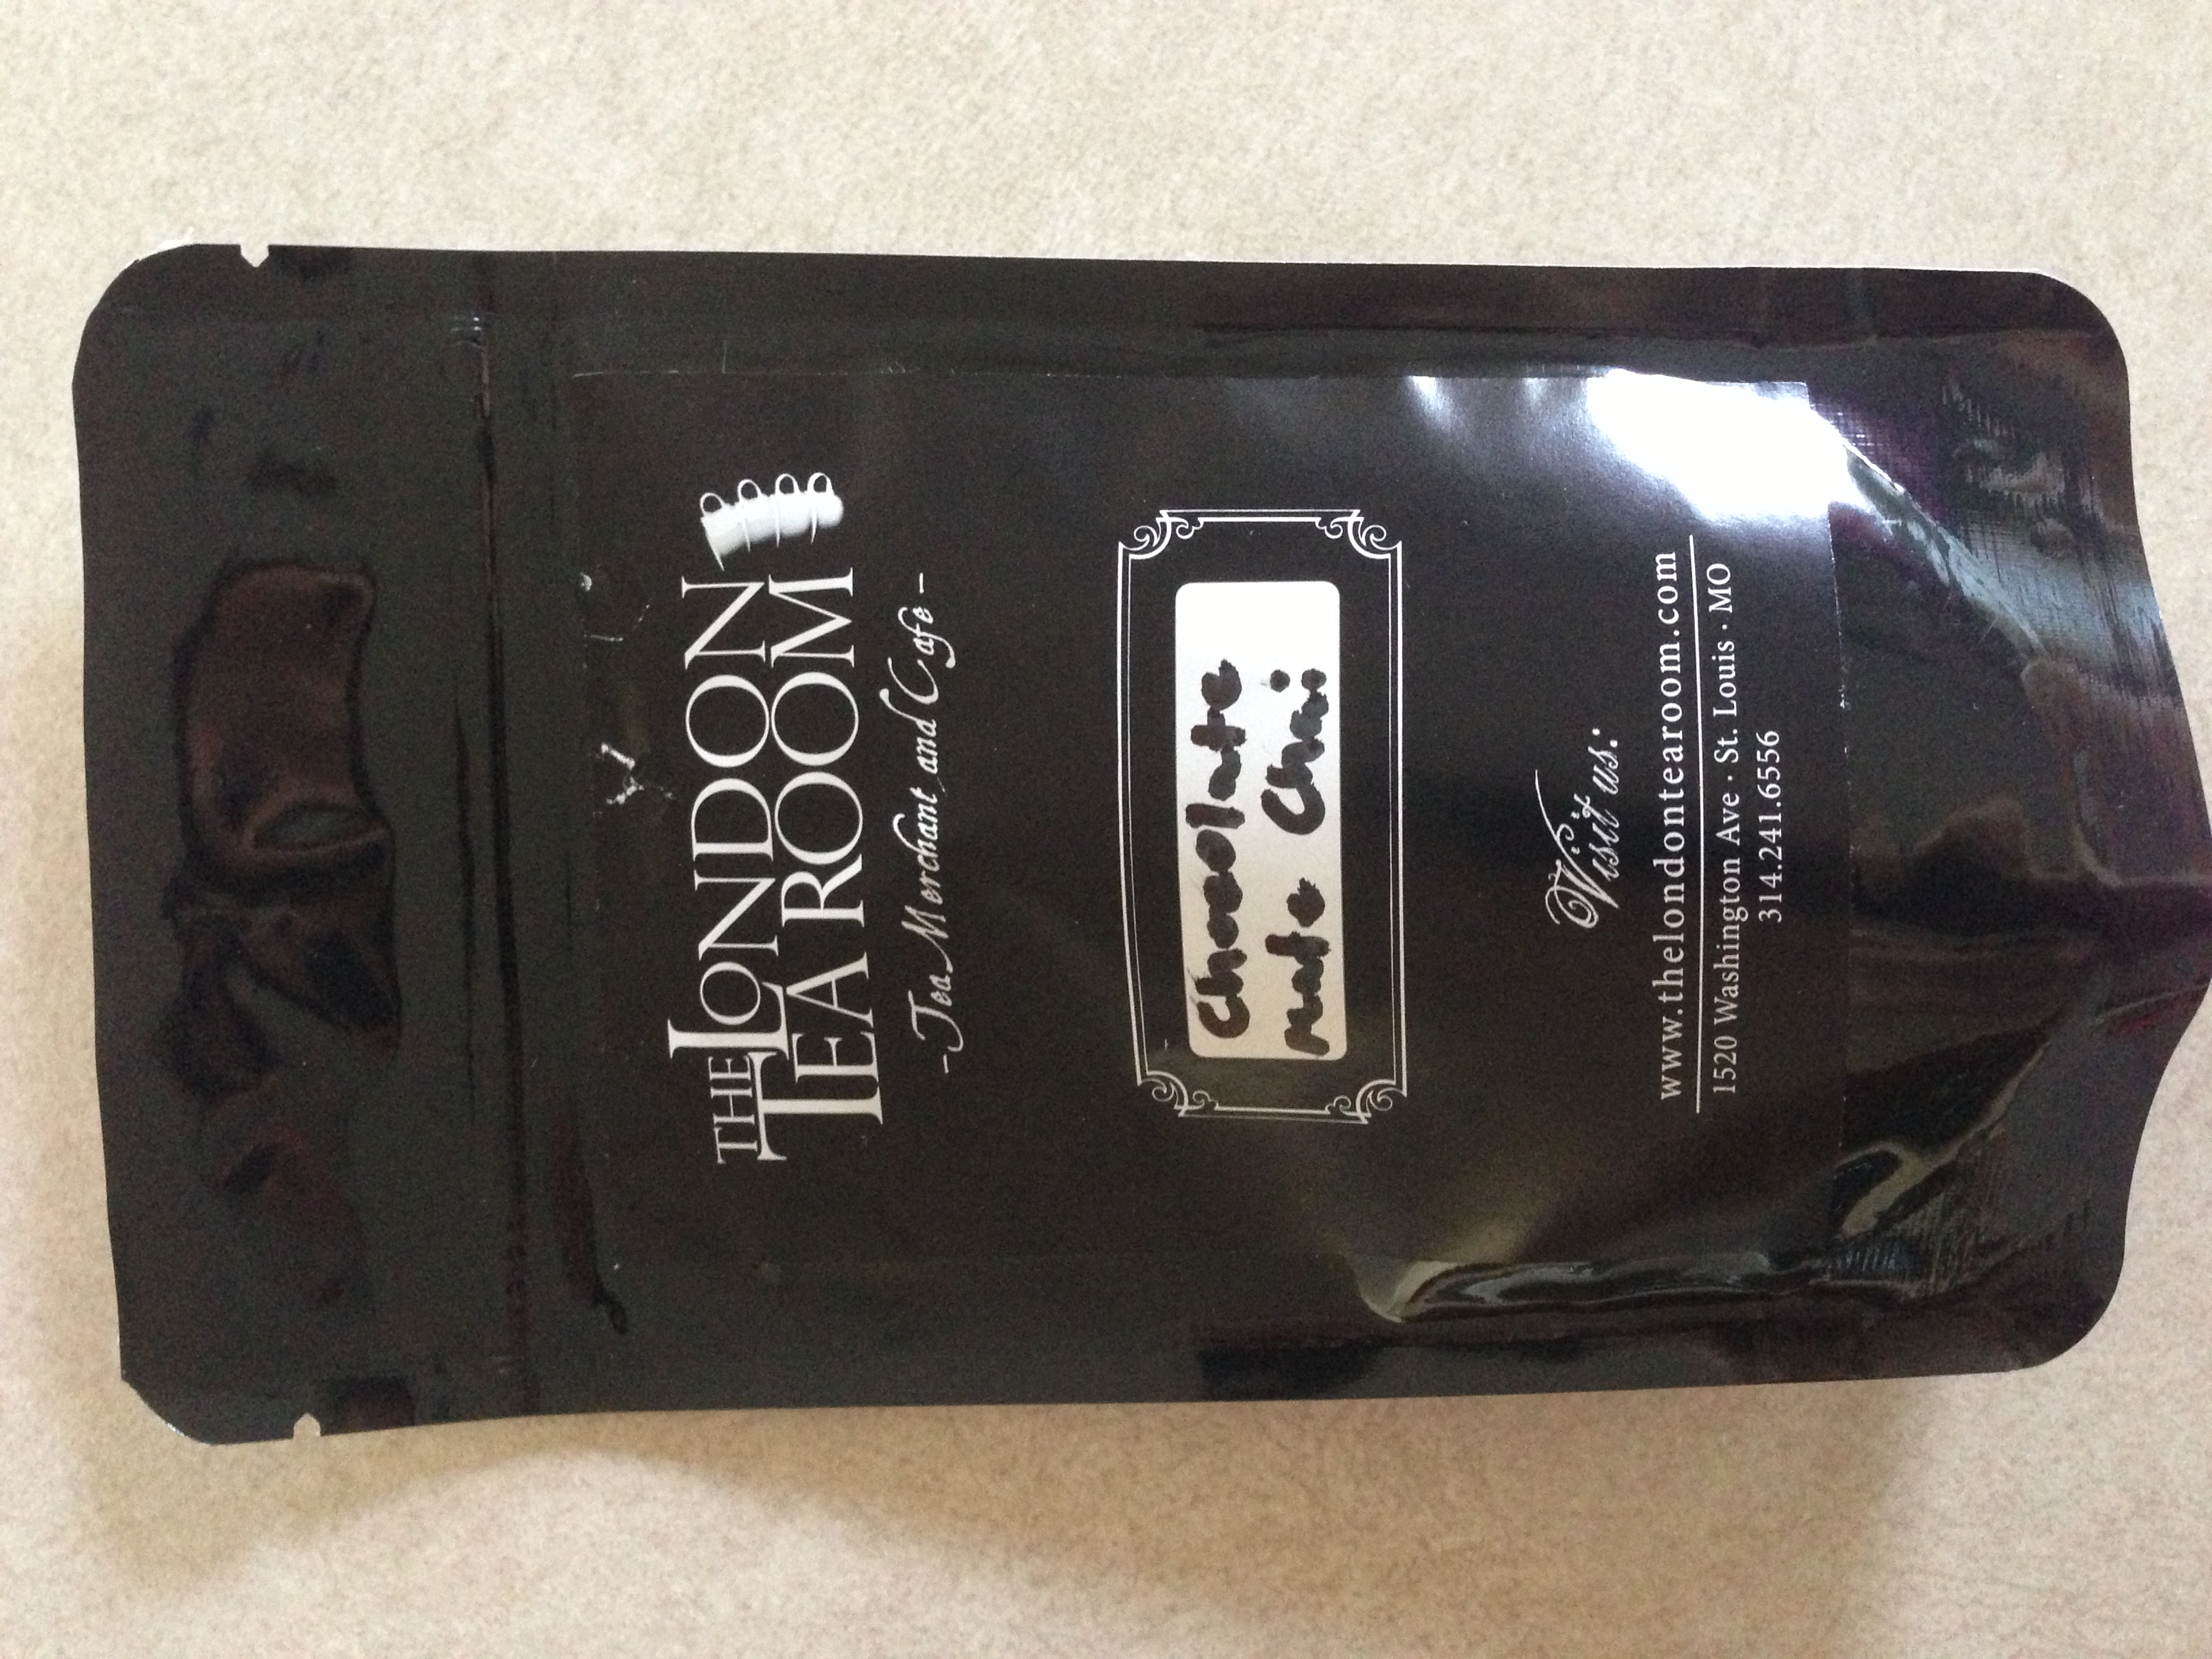 THE LONDON
TEA ROOM
-Tea Merchant and Cafe-
Chocolate
mate Chai
Visit us:
www.thelondontearoom.com
1520 Washington Ave · St. Louis · MO
314.241.6556